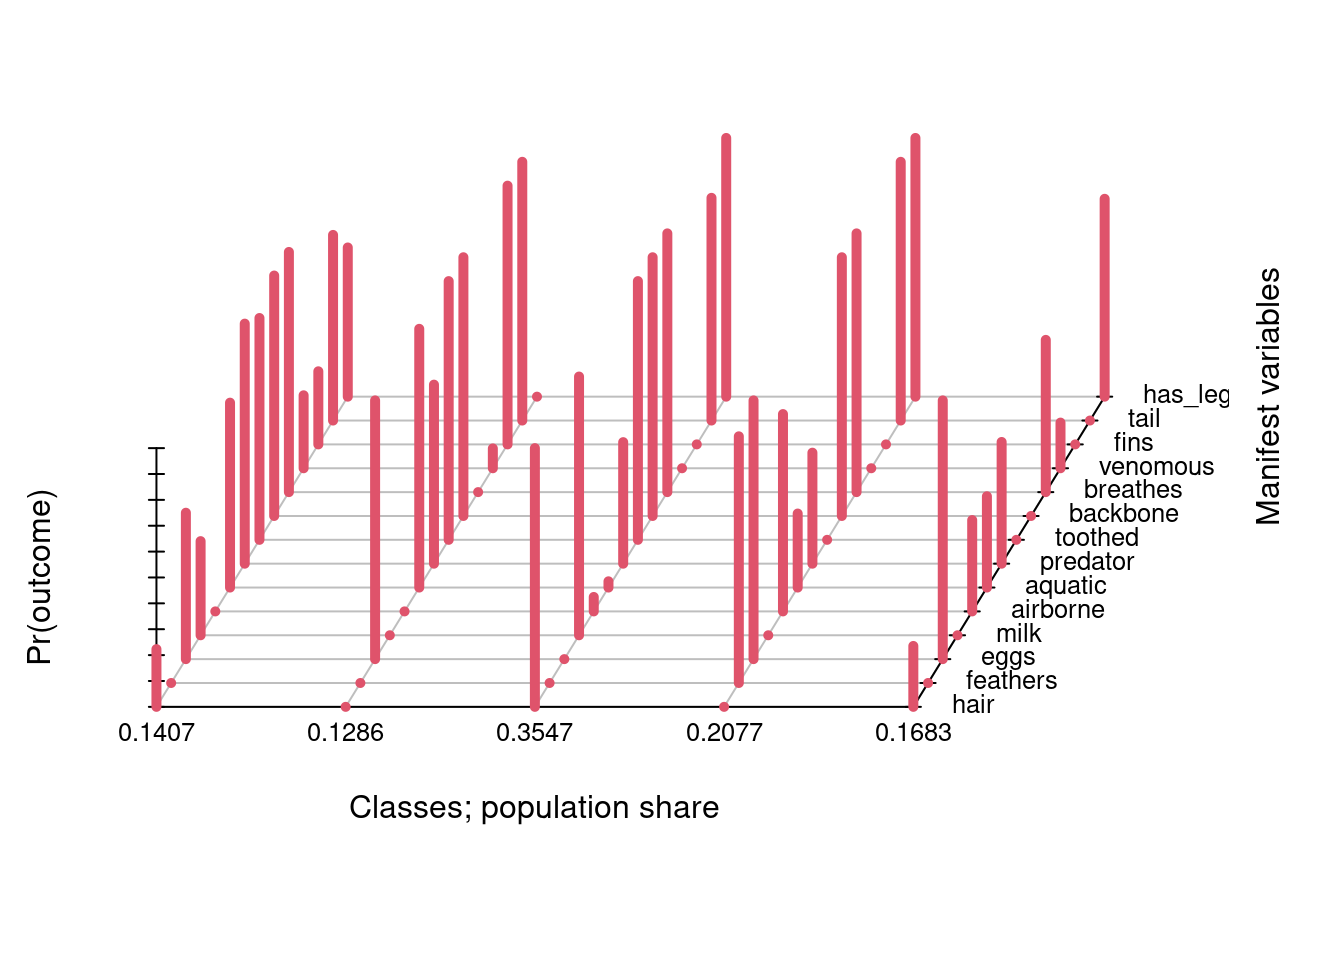 has_leg
tail
fins
venomous
breathes
backbone
toothed
predator
aquatic
airborne
milk
eggs
feathers
hair
Manifest variables
Pr(outcome)
0.1407 0.1286 0.3547 0.2077 0.1683
Classes; population share